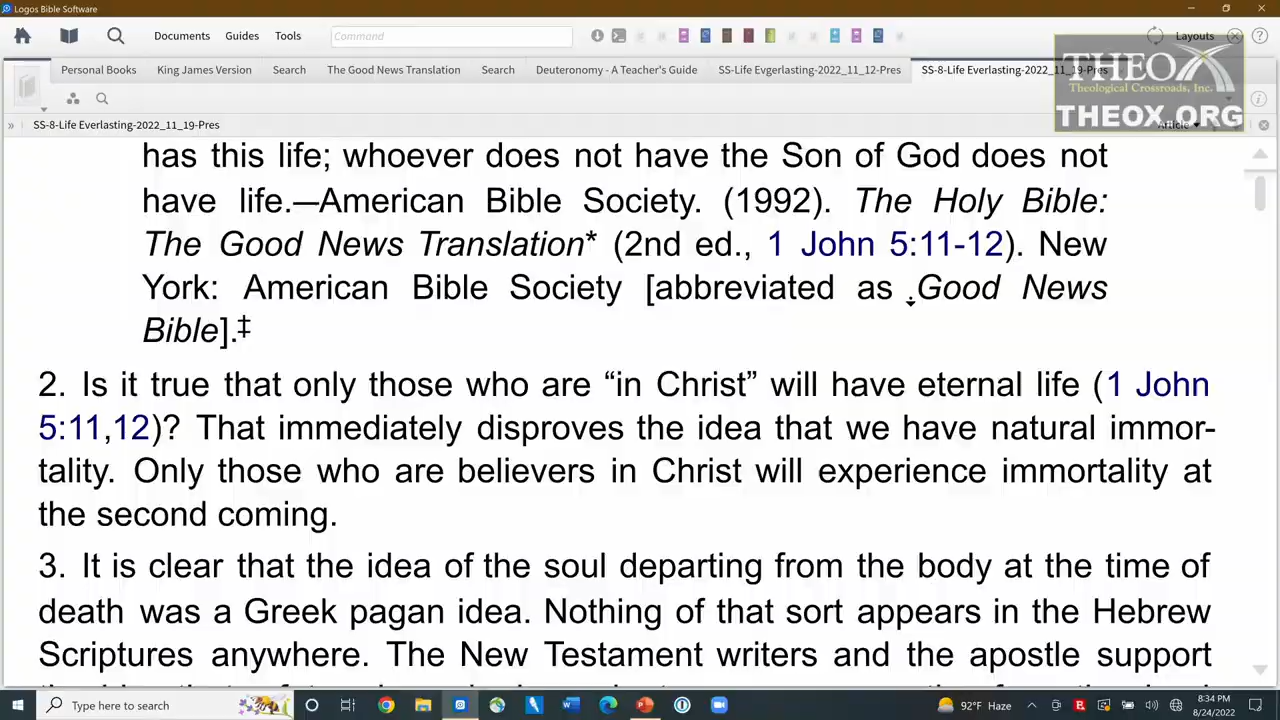 Logos Bible Software
Documents Guides Tools Command Layouts
Personal Books King James Version Search Search Deuteronomy - A Teacher's Guide SS-Life Evgerlasting-2022_11_12-Pres SS-8-Life Everlasting-2022_11_19-Pres
THEOX
Theological Crossroads, Inc.
THEOX.ORG
SS-8-Life Everlasting-2022_11_19-Pres
has this life; whoever does not have the Son of God does not
have life.—American Bible Society. (1992). The Holy Bible:
The Good News Translation* (2nd ed., 1 John 5:11-12). New
York: American Bible Society [abbreviated as Good News
Bible].‡
2. Is it true that only those who are “in Christ” will have eternal life (1 John
5:11,12)? That immediately disproves the idea that we have natural immor-
tality. Only those who are believers in Christ will experience immortality at
the second coming.
3. It is clear that the idea of the soul departing from the body at the time of
death was a Greek pagan idea. Nothing of that sort appears in the Hebrew
Scriptures anywhere. The New Testament writers and the apostle support
Type here to search
92°F Haze
8:34 PM
8/24/2022